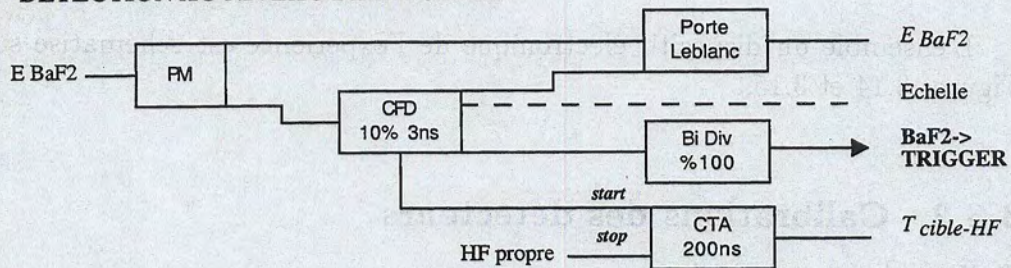 Porte
Leblanc
E BaF2
E BaF2
PM
Echelle
CFD
10% 3ns
Bi Div
%100
BaF2->
TRIGGER
start
stop
CTA
200ns
T cible-HF
HF propre